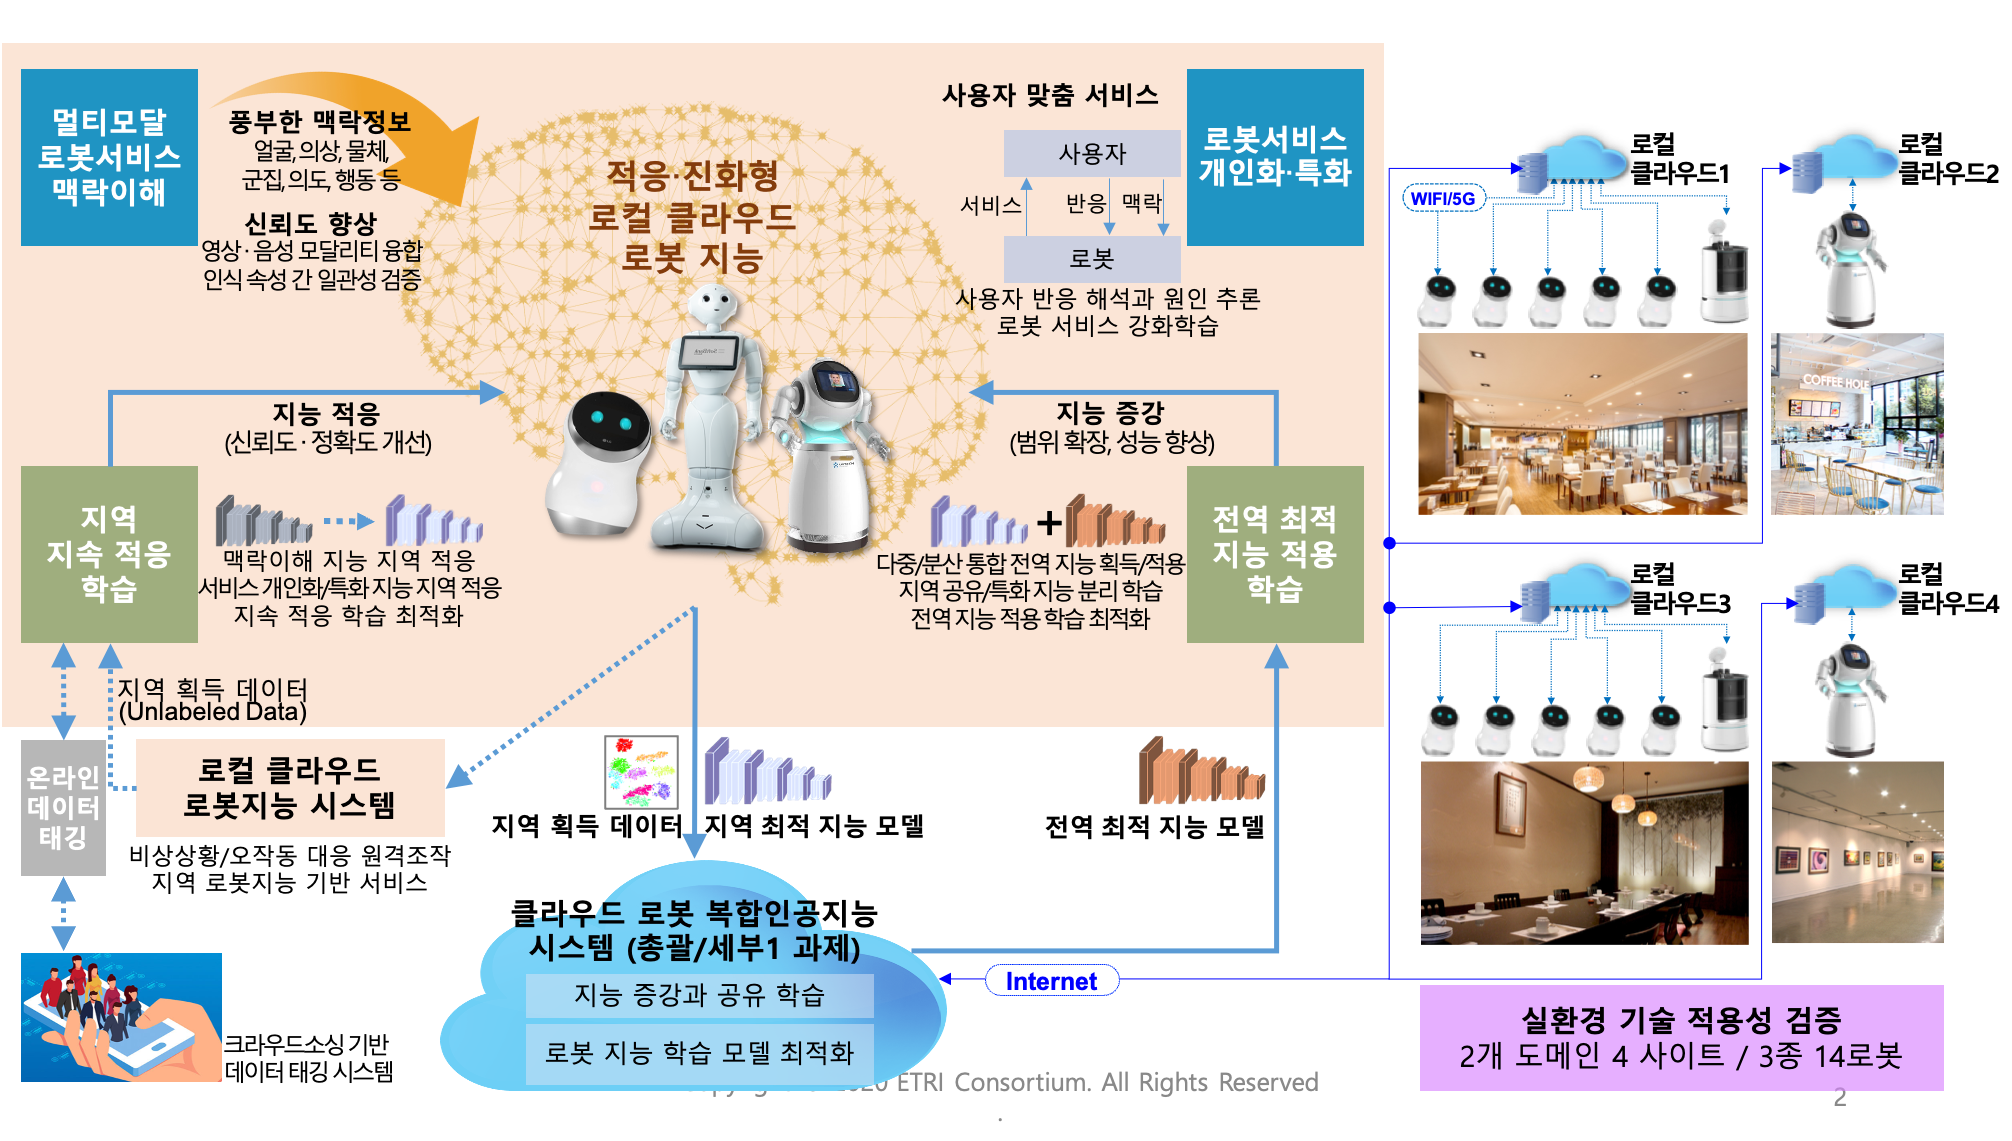 멀티모달
로봇서비스
맥락이해
풍부한 맥락정보
얼굴, 의상, 물체,
군집, 의도, 행동 등
신뢰도 향상
영상·음성 모달리티 융합
인식 속성 간 일관성 검증
적응·진화형
로컬 클라우드
로봇 지능
사용자 맞춤 서비스
사용자
서비스
반응
맥락
로봇
사용자 반응 해석과 원인 추론
로봇 서비스 강화학습
로봇서비스
개인화·특화
지능 적응
(신뢰도·정확도 개선)
지능 증강
(범위 확장, 성능 향상)
지역
지속 적응
학습
맥락이해 지능 지역 적응
서비스 개인화/특화 지능 지역 적응
지속 적응 학습 최적화
+
다중/분산 통합 전역 지능 획득/적용
지역 공유/특화 지능 분리 학습
전역 지능 적용 학습 최적화
전역 최적
지능 적용
학습
지역 획득 데이터
(Unlabeled Data)
온라인
데이터
태깅
로컬 클라우드
로봇지능 시스템
비상상황/오작동 대응 원격조작
지역 로봇지능 기반 서비스
지역 획득 데이터
지역 최적 지능 모델
전역 최적 지능 모델
클라우드 로봇 복합인공지능
시스템 (총괄/세부1 과제)
지능 증강과 공유 학습
로봇 지능 학습 모델 최적화
크라우드소싱 기반
데이터 태깅 시스템
Internet
로컬
클라우드1
WIFI/5G
로컬
클라우드2
COFFEE HOLE
로컬
클라우드3
로컬
클라우드4
실환경 기술 적용성 검증
2개 도메인 4 사이트 / 3종 14로봇
ETRI Consortium. All Rights Reserved
.
2